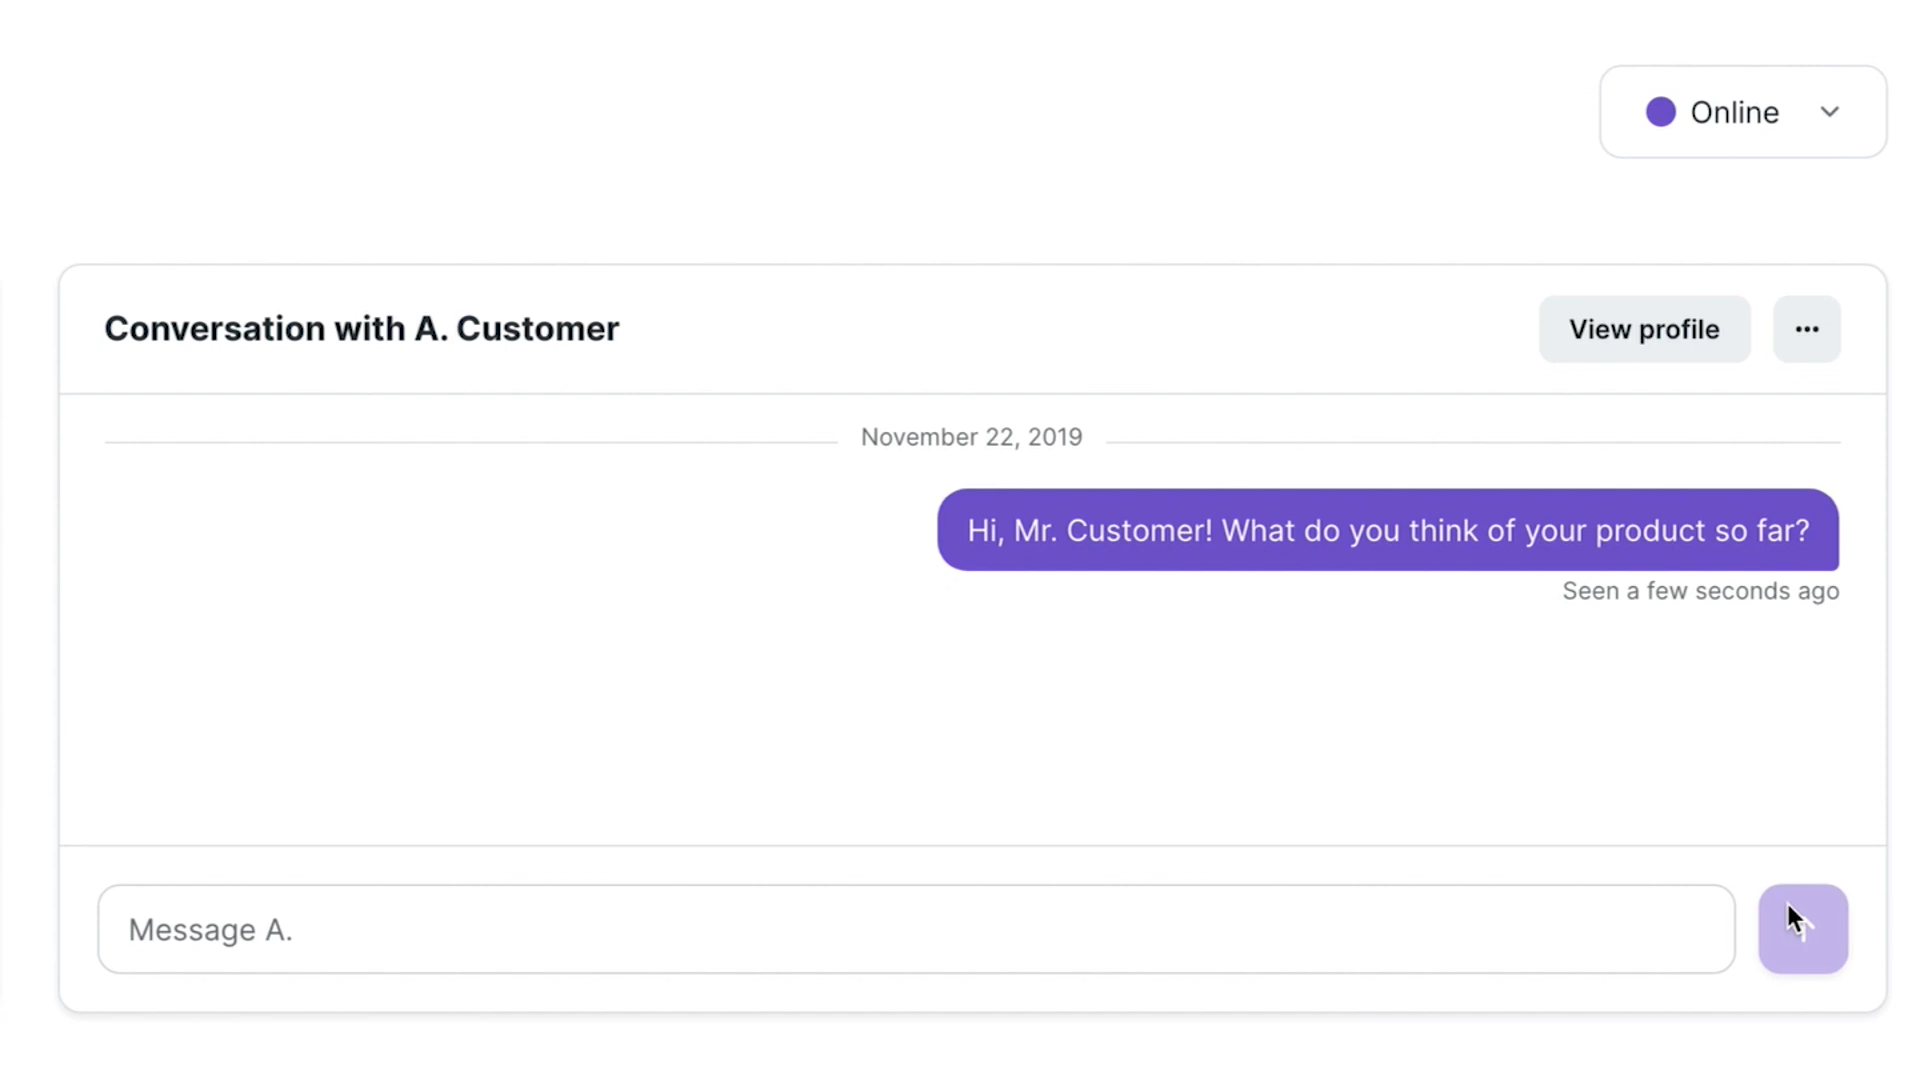 Online
Conversation with A. Customer
View profile
November 22, 2019
Hi, Mr. Customer! What do you think of your product so far?
Seen a few seconds ago
Message A.